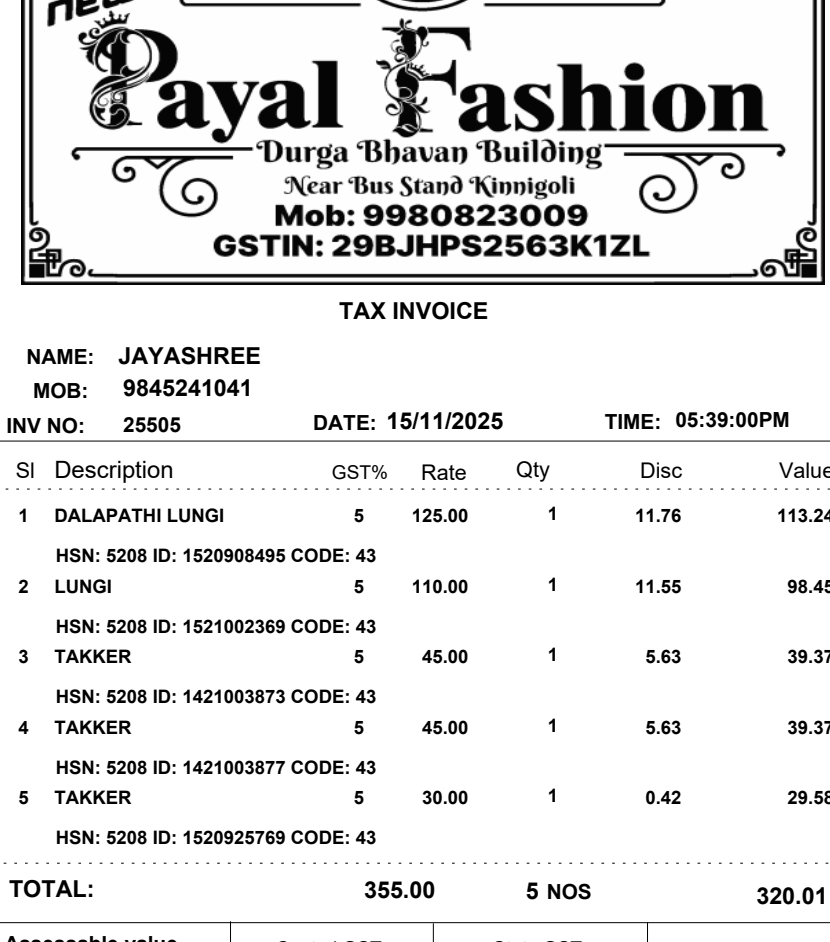 new
Payal Fashion
Durga Bhavan Building
Near Bus Stand Kinnigoli
Mob: 9980823009
GSTIN: 29BJHPS2563K1ZL
TAX INVOICE
NAME: JAYASHREE
MOB: 9845241041
INV NO: 25505 DATE: 15/11/2025 TIME: 05:39:00PM
Sl Description GST% Rate Qty Disc Value
1 DALAPATHI LUNGI 5 125.00 1 11.76 113.24
HSN: 5208 ID: 1520908495 CODE: 43
2 LUNGI 5 110.00 1 11.55 98.45
HSN: 5208 ID: 1521002369 CODE: 43
3 TAKKER 5 45.00 1 5.63 39.37
HSN: 5208 ID: 1421003873 CODE: 43
4 TAKKER 5 45.00 1 5.63 39.37
HSN: 5208 ID: 1421003877 CODE: 43
5 TAKKER 5 30.00 1 0.42 29.58
HSN: 5208 ID: 1520925769 CODE: 43
TOTAL: 355.00 5 NOS 320.01